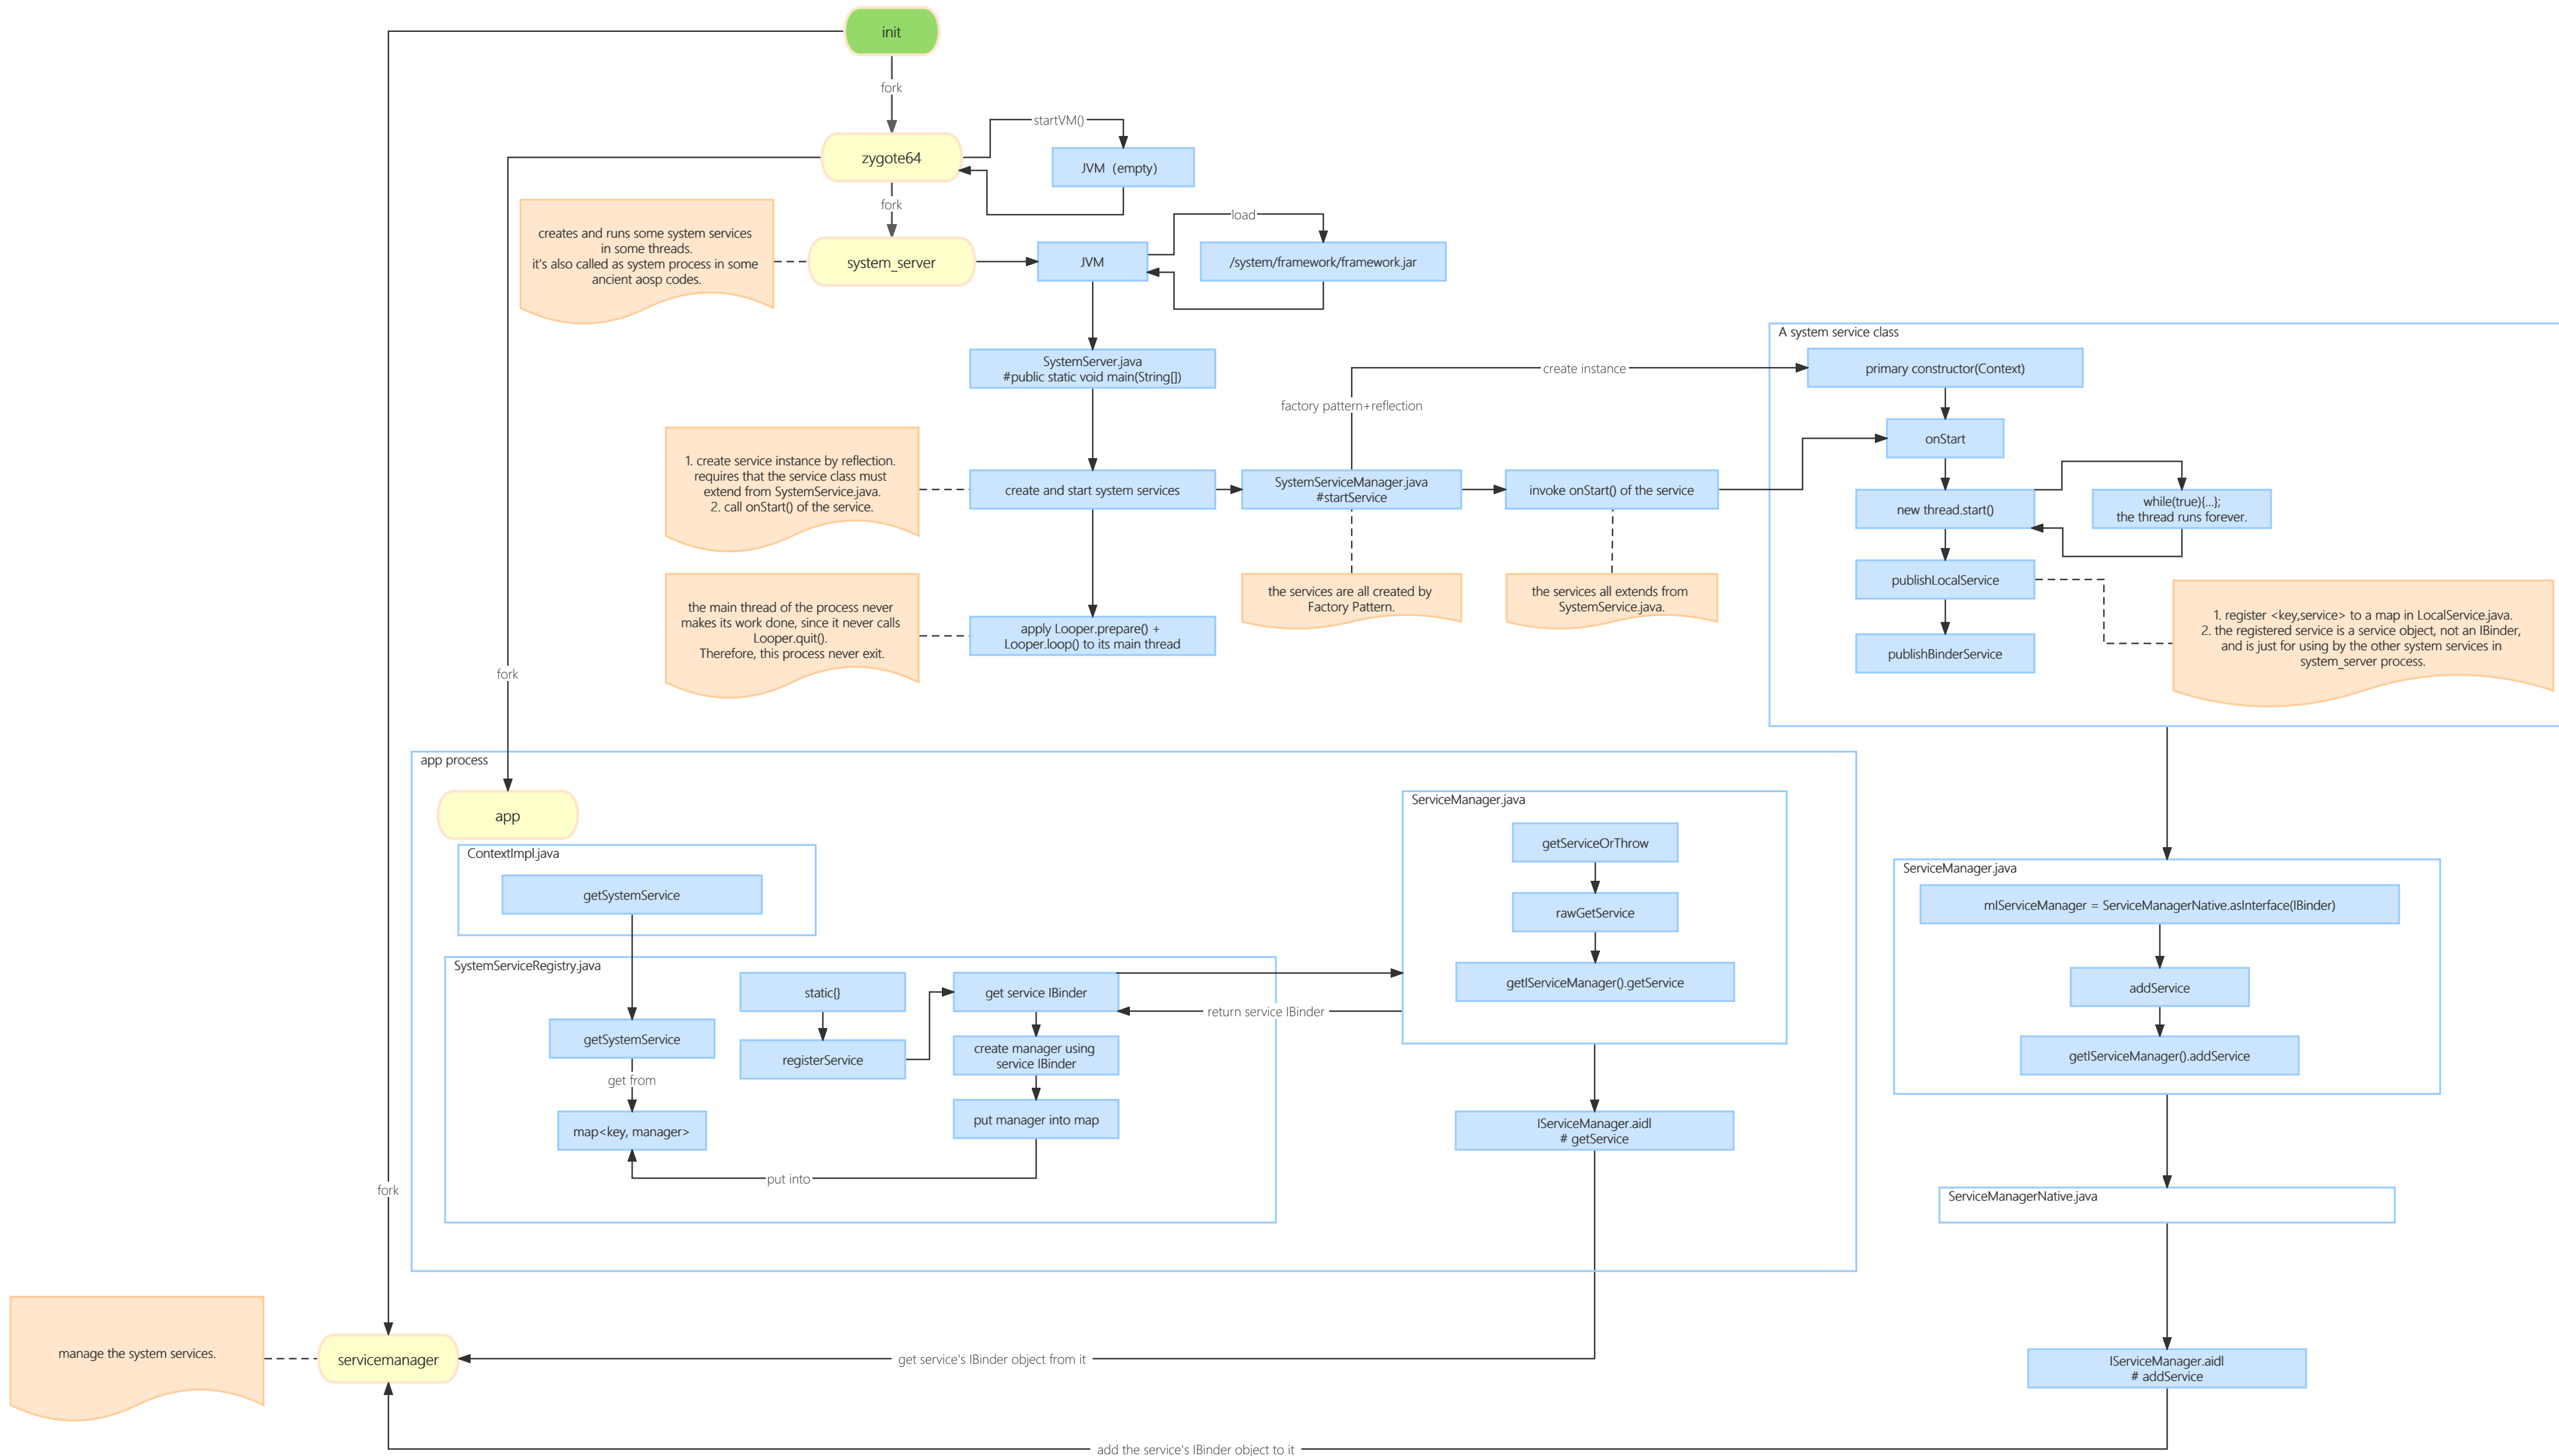 init
fork
startVM()
zygote64
JVM（empty）
fork
load
creates and runs some system services
in some threads.
it's also called as system process in some
ancient aosp codes.
system_server
JVM
/system/framework/framework.jar
A system service class
SystemServer.java
#public static void main(String[])
create instance
primary constructor(Context)
factory pattern+reflection
onStart
1. create service instance by reflection.
requires that the service class must
extend from SystemService.java.
2. call onStart() of the service.
create and start system services
SystemServiceManager.java
#startService
invoke onStart() of the service
new thread.start()
while(true){...};
the thread runs forever.
publishLocalService
the main thread of the process never
makes its work done, since it never calls
Looper.quit().
Therefore, this process never exit.
apply Looper.prepare() +
Looper.loop() to its main thread
the services are all created by
Factory Pattern.
the services all extends from
SystemService.java.
1. register <key,service> to a map in LocalService.java.
2. the registered service is a service object, not an IBinder,
and is just for using by the other system services in
system_server process.
publishBinderService
fork
app process
app
ServiceManager.java
getServiceOrThrow
rawGetService
getIServiceManager().getService
ContextImpl.java
getSystemService
ServiceManager.java
mIServiceManager = ServiceManagerNative.asInterface(IBinder)
addService
getIServiceManager().addService
SystemServiceRegistry.java
static{}
get service IBinder
return service IBinder
getSystemService
registerService
create manager using
service IBinder
get from
map<key, manager>
put manager into map
put into
IServiceManager.aidl
# getService
fork
ServiceManagerNative.java
manage the system services.
servicemanager
get service's IBinder object from it
IServiceManager.aidl
# addService
add the service's IBinder object to it